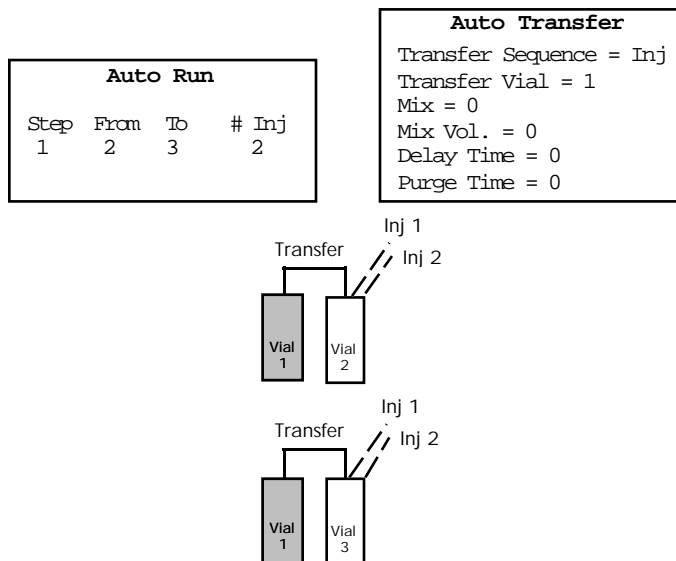 Auto Run
Step From To # Inj
1 2 3 2
Auto Transfer
Transfer Sequence = Inj
Transfer Vial = 1
Mix = 0
Mix Vol. = 0
Delay Time = 0
Purge Time = 0
Inj 1
Transfer
Inj 2
Vial
1
Vial
2
Inj 1
Transfer
Inj 2
Vial
1
Vial
3